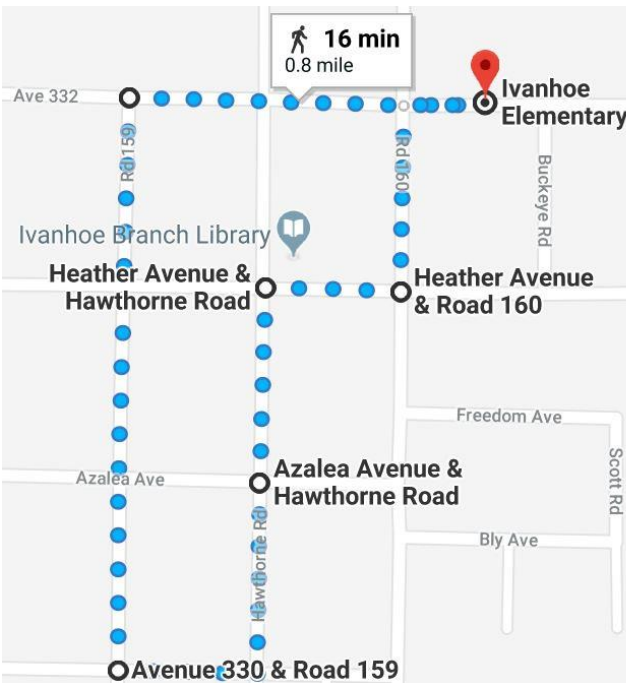 16 min
0.8 mile
Ave 332
Ivanhoe
Elementary
Rd 159
Rd 160
Buckeye Rd
Ivanhoe Branch Library
Heather Avenue &
Hawthorne Road
Heather Avenue
& Road 160
Freedom Ave
Scott Rd
Azalea Ave
Azalea Avenue &
Hawthorne Road
Bly Ave
Hawthorne Rd
Avenue 330 & Road 159